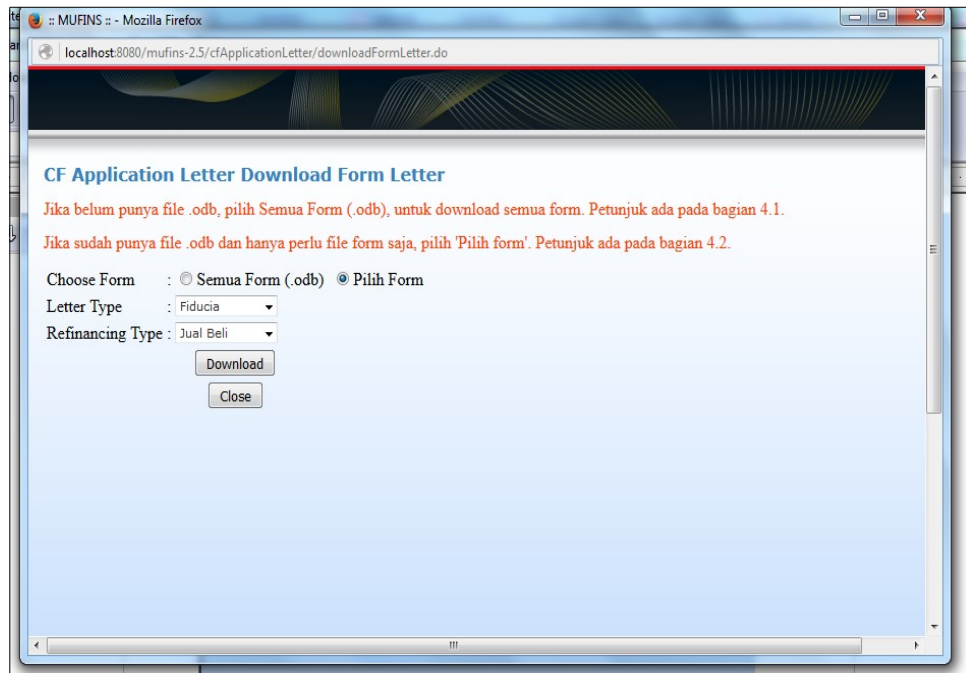 :: MUFINS :: - Mozilla Firefox
localhost:8080/mufins-2.5/cfApplicationLetter/downloadFormLetter.do
CF Application Letter Download Form Letter
Jika belum punya file .odb, pilih Semua Form (.odb), untuk download semua form. Petunjuk ada pada bagian 4.1.
Jika sudah punya file .odb dan hanya perlu file form saja, pilih 'Pilih form'. Petunjuk ada pada bagian 4.2.
Choose Form : Semua Form (.odb) Pilih Form
Letter Type : Fiducia
Refinancing Type : Jual Beli
Download
Close